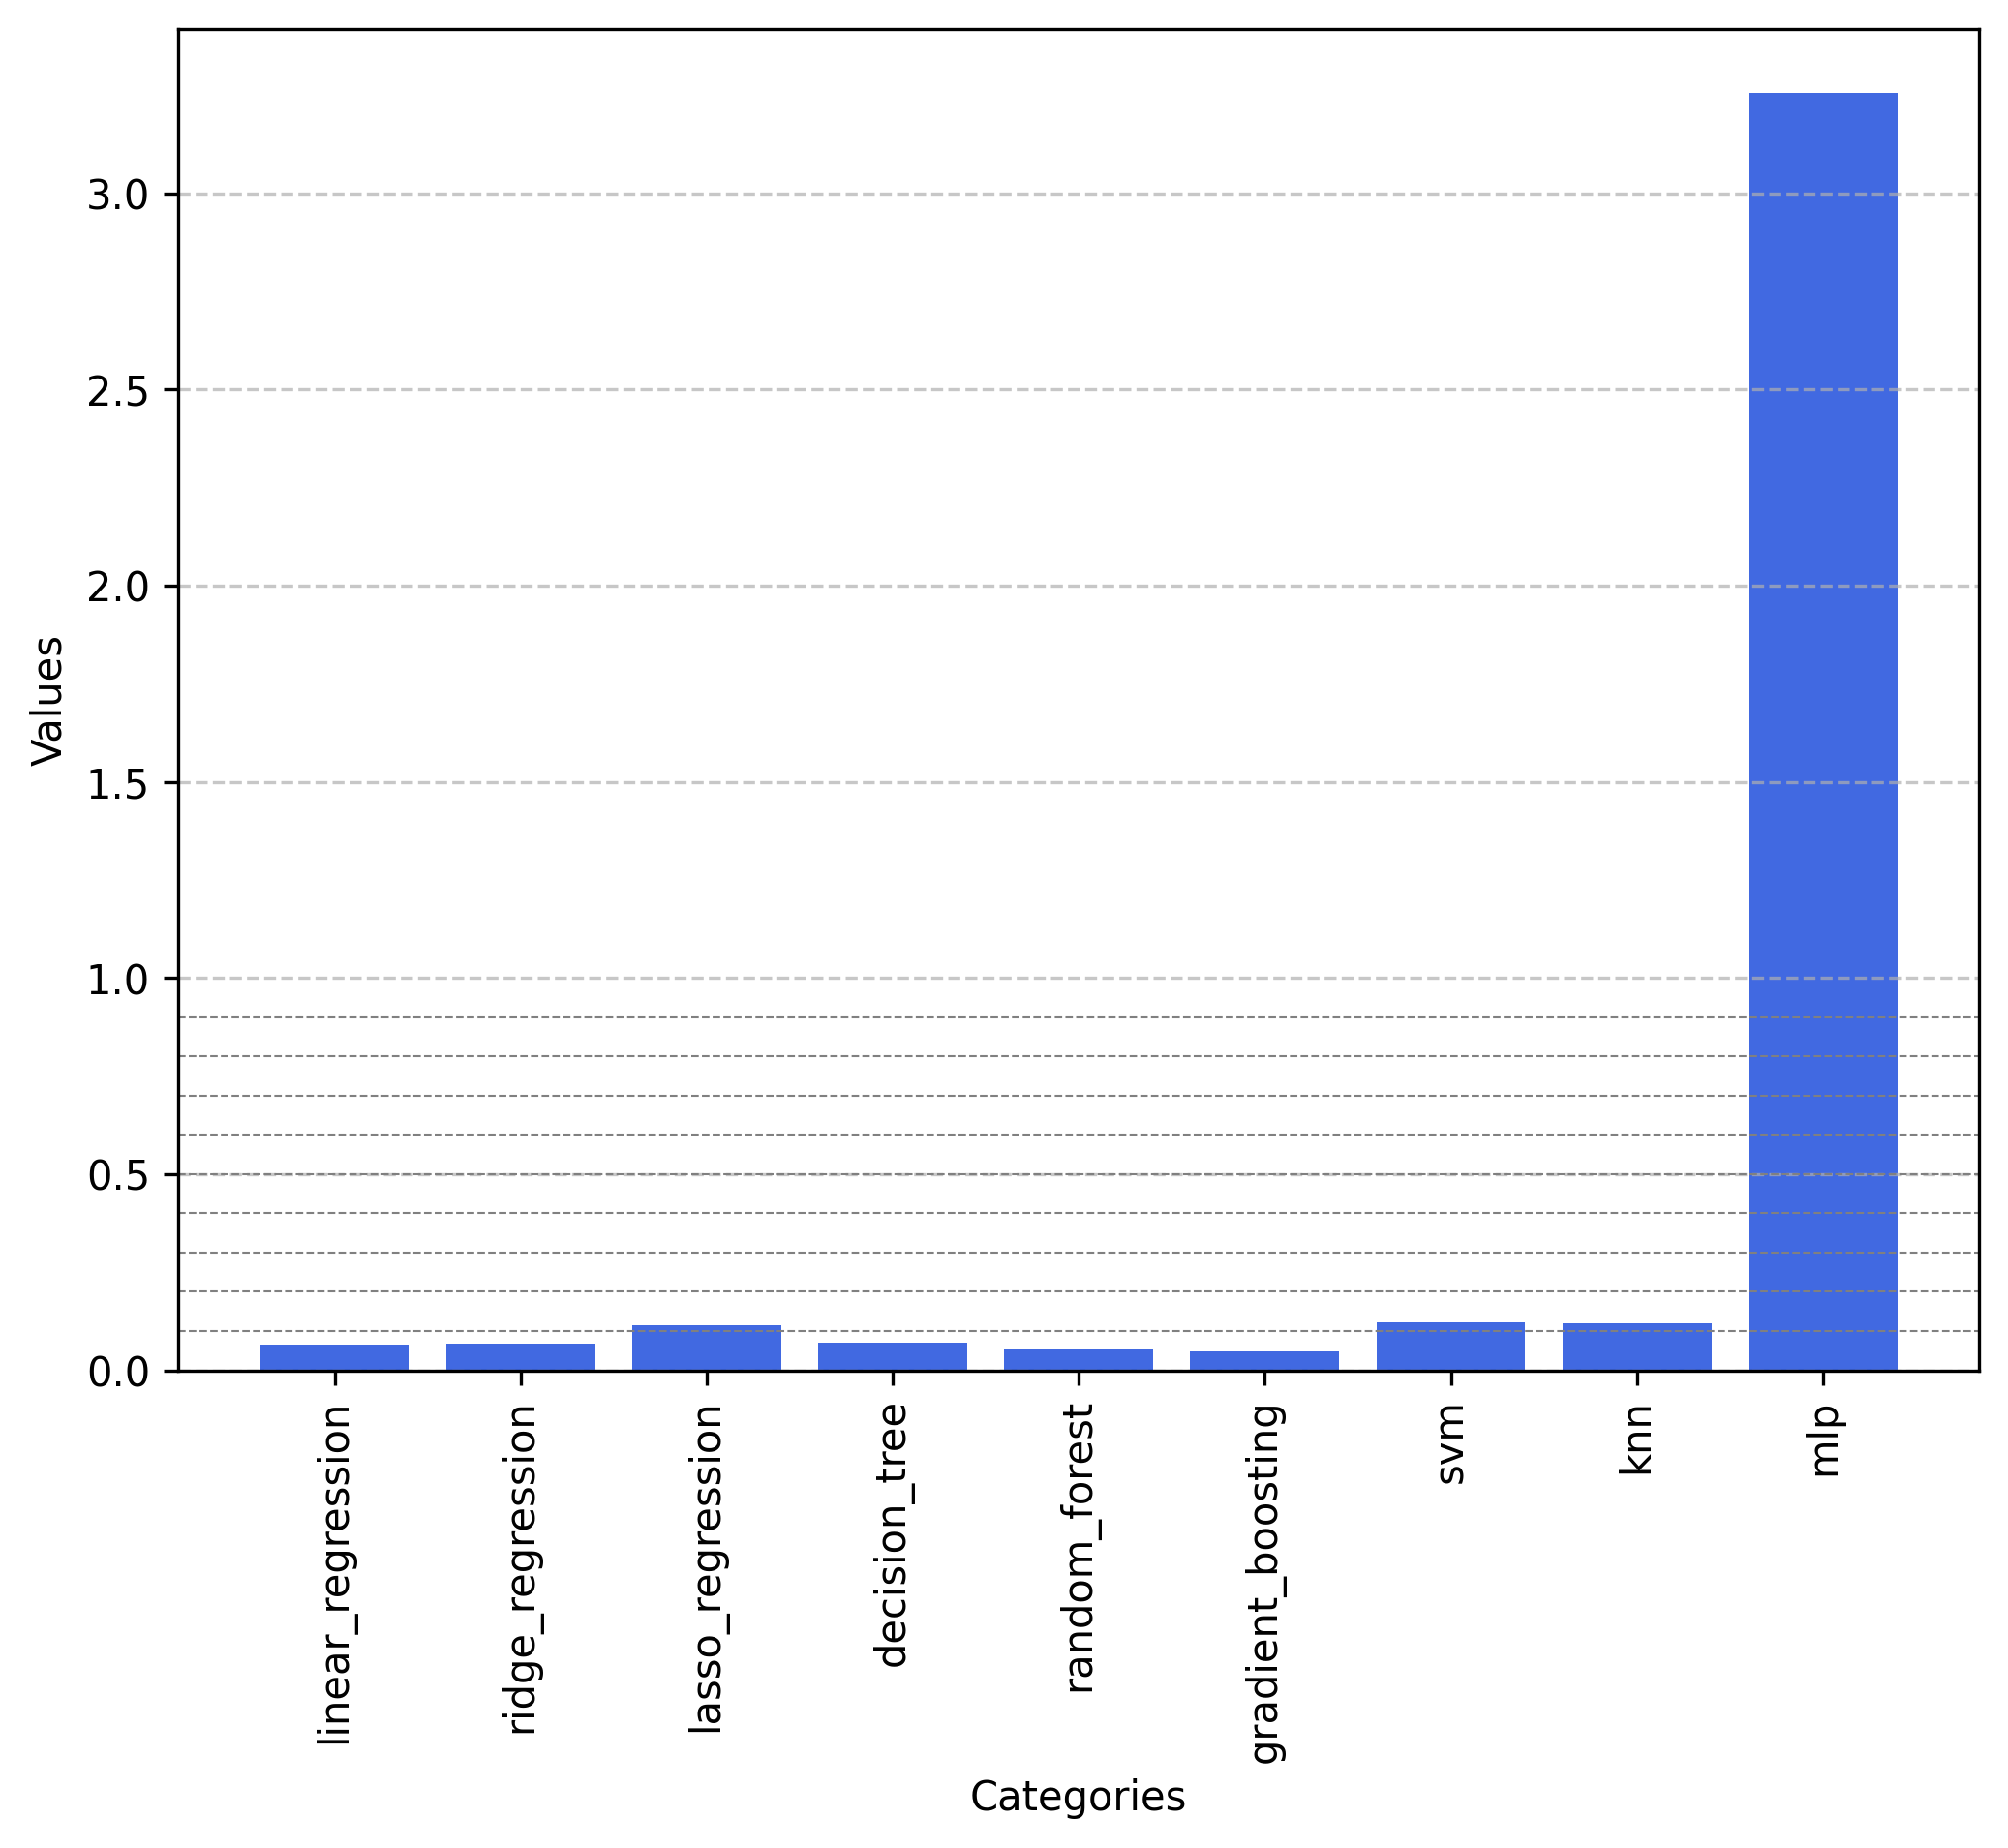 Values
3.0
2.5
2.0
1.5
1.0
0.5
0.0
linear_regression
ridge_regression
lasso_regression
decision_tree
random_forest
gradient_boosting
svm
knn
mlp
Categories